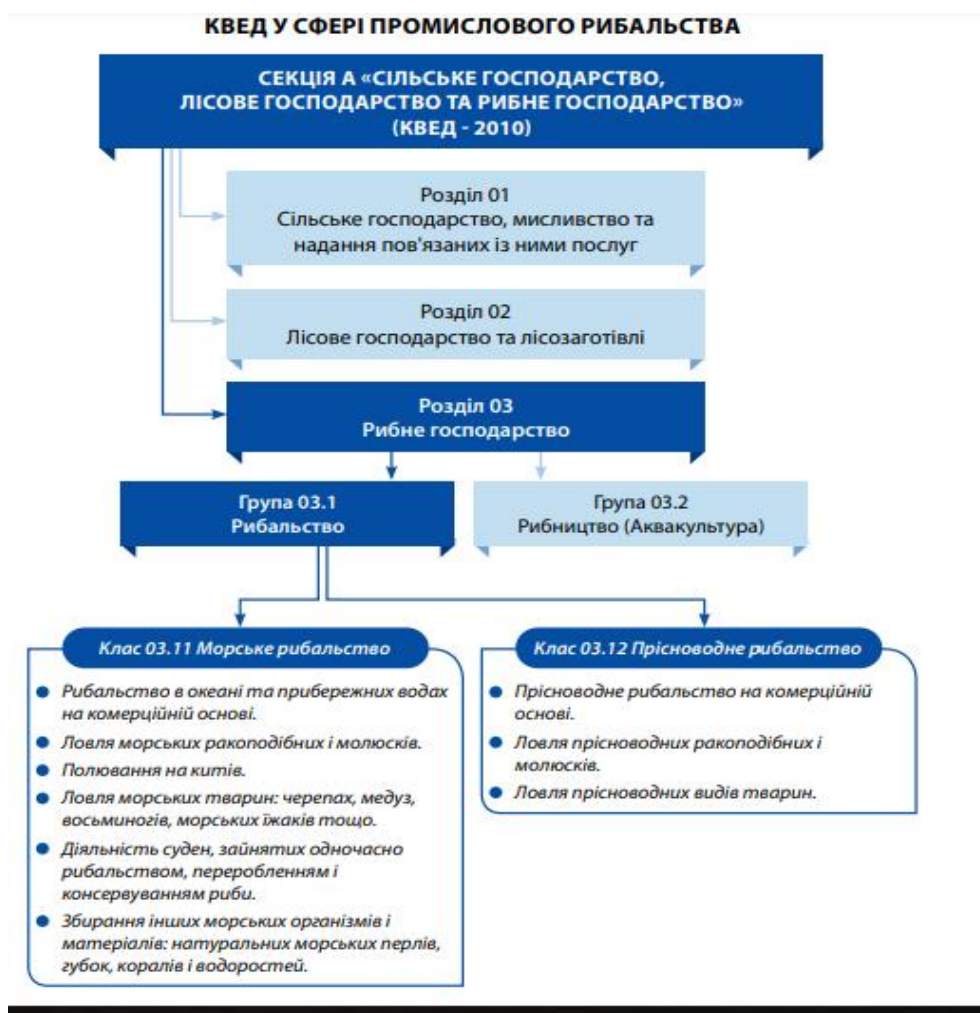 КВЕД У СФЕРІ ПРОМИСЛОВОГО РИБАЛЬСТВА
СЕКЦІЯ А «СІЛЬСЬКЕ ГОСПОДАРСТВО,
ЛІСОВЕ ГОСПОДАРСТВО ТА РИБНЕ ГОСПОДАРСТВО»
(КВЕД - 2010)
Розділ 01
Сільське господарство, мисливство та
надання пов'язаних із ними послуг
Розділ 02
Лісове господарство та лісозаготівлі
Розділ 03
Рибне господарство
Група 03.1
Рибальство
Група 03.2
Рибництво (Аквакультура)
Клас 03.11 Морське рибальство
Рибальство в океані та прибережних водах
на комерційній основі.
Ловля морських ракоподібних і молюсків.
Полювання на китів.
Ловля морських тварин: черепах, медуз,
восьминогів, морських їжаків тощо.
Діяльність суден, зайнятих одночасно
рибальством, переробленням і
консервуванням риби.
Збирання інших морських організмів і
матеріалів: натуральних морських перлів,
губок, коралів і водоростей.
Клас 03.12 Прісноводне рибальство
Прісноводне рибальство на комерційній
основі.
Ловля прісноводних ракоподібних і
молюсків.
Ловля прісноводних видів тварин.